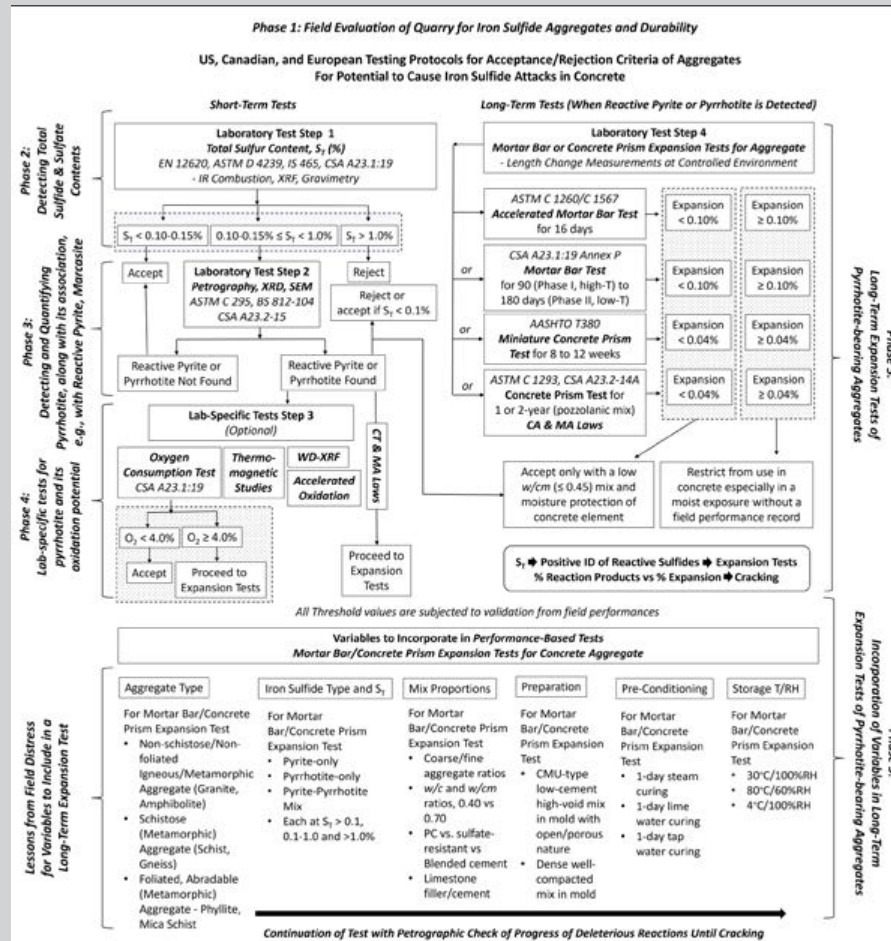 Phase 1: Field Evaluation of Quarry for Iron Sulfide Aggregates and Durability
US, Canadian, and European Testing Protocols for Acceptance/Rejection Criteria of Aggregates
For Potential to Cause Iron Sulfide Attacks in Concrete
Short-Term Tests
Long-Term Tests (When Reactive Pyrite or Pyrrhotite is Detected)
Phase 2:
Detecting Total
Sulfide & Sulfate
Contents
Laboratory Test Step 1
Total Sulfur Content, S_T (%)
EN 12620, ASTM D 4239, IS 465, CSA A23.1:19
- IR Combustion, XRF, Gravimetry
S_T < 0.10-0.15%
0.10-0.15% ≤ S_T < 1.0%
S_T > 1.0%
Accept
Reject
Reject or
accept if S_T < 0.1%
Phase 3:
Detecting and Quantifying
Pyrrhotite, along with its association,
e.g., with Reactive Pyrite, Marcasite
Laboratory Test Step 2
Petrography, XRD, SEM
ASTM C 295, BS 812-104
CSA A23.2-15
Reactive Pyrite or
Pyrrhotite Not Found
Reactive Pyrite or
Pyrrhotite Found
Phase 4:
Lab-specific tests for
pyrrhotite and its
oxidation potential
Lab-Specific Tests Step 3
(Optional)
Oxygen
Consumption Test
CSA A23.1:19
Thermo-
magnetic
Studies
WD-XRF
Accelerated
Oxidation
O₂ < 4.0%
O₂ ≥ 4.0%
Accept
Proceed to
Expansion Tests
CT & MA Laws
Proceed to
Expansion
Tests
Laboratory Test Step 4
Mortar Bar or Concrete Prism Expansion Tests for Aggregate
- Length Change Measurements at Controlled Environment
ASTM C 1260/C 1567
Accelerated Mortar Bar Test
for 16 days
Expansion
< 0.10%
Expansion
≥ 0.10%
or
CSA A23.1:19 Annex P
Mortar Bar Test
for 90 (Phase I, high-T) to
180 days (Phase II, low-T)
Expansion
<0.10%
Expansion
≥ 0.10%
or
AASHTO T380
Miniature Concrete Prism
Test for 8 to 12 weeks
Expansion
<0.04%
Expansion
≥ 0.04%
or
ASTM C 1293, CSA A23.2-14A
Concrete Prism Test for
1 or 2-year (pozzolanic mix)
CA & MA Laws
Expansion
<0.04%
Expansion
≥0.04%
Accept only with a low
w/cm (≤ 0.45) mix and
moisture protection of
concrete element
Restrict from use in
concrete especially in
a moist exposure without a
field performance record
S_T ➡ Positive ID of Reactive Sulfides ➡ Expansion Tests
% Reaction Products vs % Expansion ➡ Cracking
Long-Term Expansion Tests of
Pyrrhotite-bearing Aggregates
All Threshold values are subjected to validation from field performances
Variables to Incorporate in Performance-Based Tests
Mortar Bar/Concrete Prism Expansion Tests for Concrete Aggregate
Lessons from Field Distress
for Variables to Include in a
Long-Term Expansion Test
Aggregate Type
For Mortar Bar/Concrete
Prism Expansion Test
• Non-schistose/Non-
foliated
Igneous/Metamorphic
Aggregate (Granite,
Amphibolite)
• Schistose
(Metamorphic)
Aggregate (Schist,
Gneiss)
• Foliated, Abradable
(Metamorphic)
Aggregate - Phyllite,
Mica Schist
Iron Sulfide Type and S_T
For Mortar
Bar/Concrete Prism
Expansion Test
• Pyrite-only
• Pyrrhotite-only
• Pyrite-Pyrrhotite
Mix
• Each at S_T > 0.1,
0.1-1.0 and >1.0%
Mix Proportions
For Mortar
Bar/Concrete Prism
Expansion Test
• Coarse/fine
aggregate ratios
• w/c and w/cm
ratios, 0.40 vs
0.70
• PC vs. sulfate-
resistant vs
Blended cement
• Limestone
filler/cement
Preparation
For Mortar
Bar/Concrete
Prism Expansion
Test
• CMU-type
low-cement
high-void mix
in mold with
open/porous
nature
• Dense well-
compacted
mix in mold
Pre-Conditioning
For Mortar
Bar/Concrete
Prism Expansion
Test
• 1-day steam
curing
• 1-day lime
water curing
• 1-day tap
water curing
Storage T/RH
For Mortar
Bar/Concrete
Prism Expansion
Test
• 30°C/100%RH
• 80°C/60%RH
• 4°C/100%RH
Incorporation of Variables in Long-Term
Expansion Tests of Pyrrhotite-bearing Aggregates
Continuation of Test with Petrographic Check of Progress of Deleterious Reactions Until Cracking